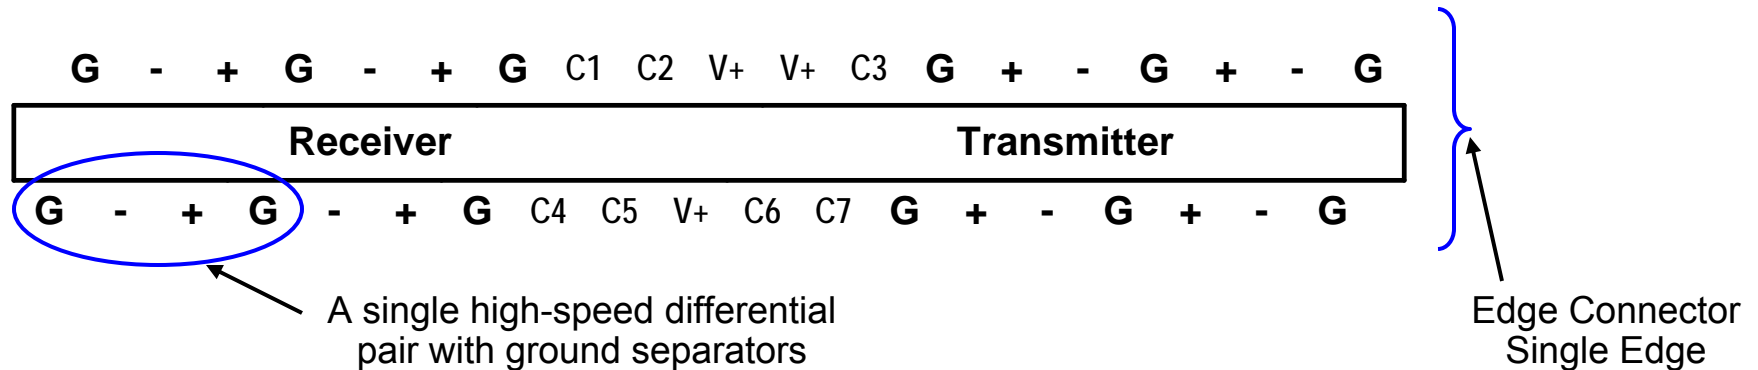 G - + G - + G C1 C2 V+ V+ C3 G + - G + - G
Receiver Transmitter
G - + G - + G C4 C5 V+ C6 C7 G + - G + - G
A single high-speed differential
pair with ground separators
Edge Connector
Single Edge